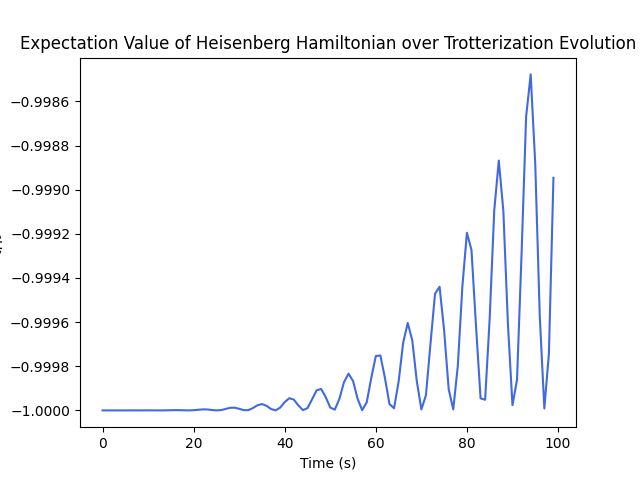 Expectation Value of Heisenberg Hamiltonian over Trotterization Evolution
−0.9986
−0.9988
−0.9990
−0.9992
−0.9994
−0.9996
−0.9998
−1.0000
0 20 40 60 80 100
Time (s)